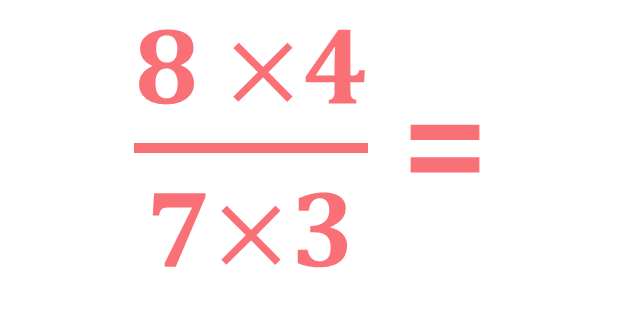 8 ×4
7×3 =